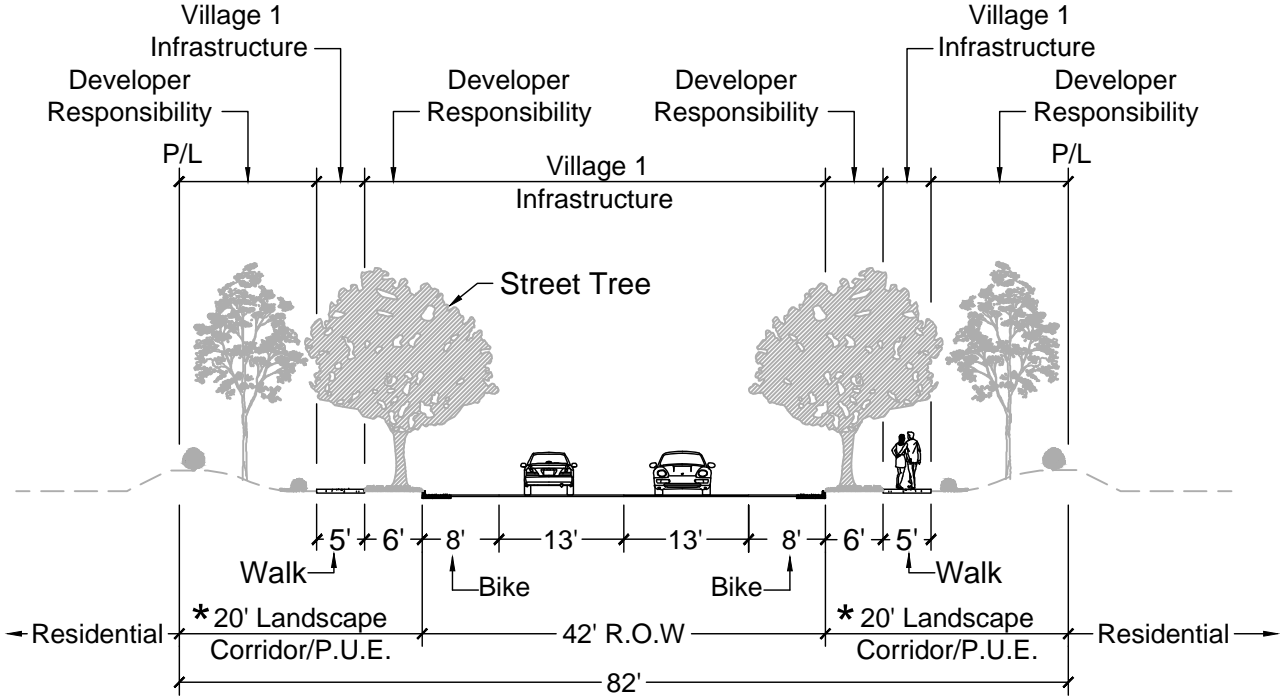 Village 1
Infrastructure
Village 1
Infrastructure
Developer
Responsibility
Developer
Responsibility
Developer
Responsibility
Developer
Responsibility
P/L
P/L
Village 1
Infrastructure
Street Tree
5' 6' 8' 13' 13' 8' 6' 5'
Walk Bike Bike Walk
Residential
* 20' Landscape
Corridor/P.U.E.
42' R.O.W
* 20' Landscape
Corridor/P.U.E.
Residential
82'